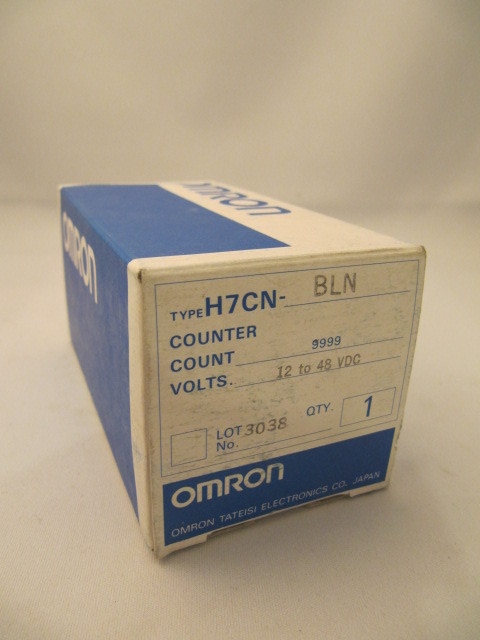 OMRON
OMRON
TYPE H7CN- BLN
COUNTER
COUNT 9999
VOLTS. 12 to 48 VDC
LOT No. 3038 QTY. 1
OMRON
OMRON TATEISI ELECTRONICS CO. JAPAN